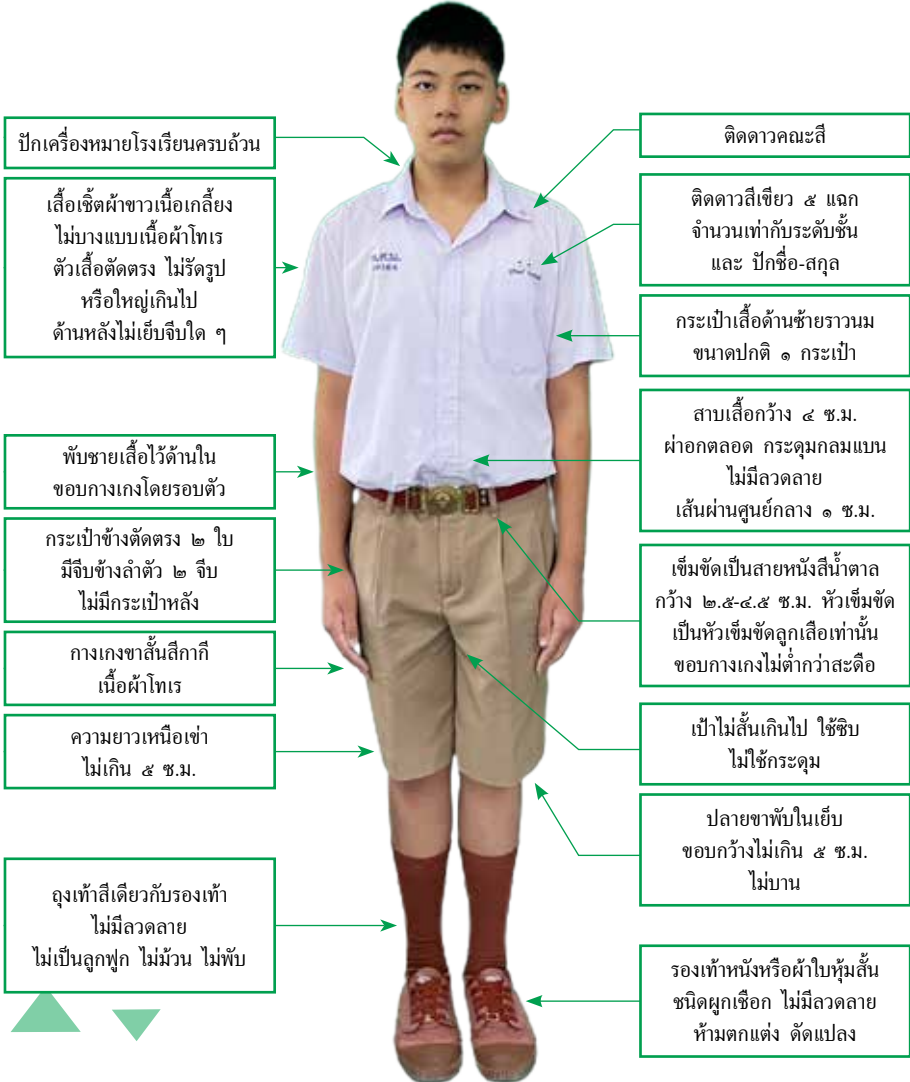 ปักเครื่องหมายโรงเรียนครบถ้วน
เสื้อเชิ้ตผ้าขาวเนื้อเกลี้ยง
ไม่บางแบบเนื้อผ้าโทเร
ตัวเสื้อตัดตรง ไม่รัดรูป
หรือใหญ่เกินไป
ด้านหลังไม่เย็บจีบใด ๆ
พับชายเสื้อไว้ด้านใน
ขอบกางเกงโดยรอบตัว
กระเป๋าข้างตัดตรง ๒ ใบ
มีจีบข้างลำตัว ๒ จีบ
ไม่มีกระเป๋าหลัง
กางเกงขาสั้นสีกากี
เนื้อผ้าโทเร
ความยาวเหนือเข่า
ไม่เกิน ๕ ซ.ม.
ถุงเท้าสีเดียวกับรองเท้า
ไม่มีลวดลาย
ไม่เป็นลูกฟูก ไม่ม้วน ไม่พับ
ติดดาวคณะสี
ติดดาวสีเขียว ๕ แฉก
จำนวนเท่ากับระดับชั้น
และ ปักชื่อ-สกุล
กระเป๋าเสื้อด้านซ้ายราวนม
ขนาดปกติ ๑ กระเป๋า
สาบเสื้อกว้าง ๔ ซ.ม.
ผ่าอกตลอด กระดุมกลมแบน
ไม่มีลวดลาย
เส้นผ่านศูนย์กลาง ๑ ซ.ม.
เข็มขัดเป็นสายหนังสีน้ำตาล
กว้าง ๒.๕-๔.๕ ซ.ม. หัวเข็มขัด
เป็นหัวเข็มขัดลูกเสือเท่านั้น
ขอบกางเกงไม่ต่ำกว่าสะดือ
เป้าไม่สั้นเกินไป ใช้ซิบ
ไม่ใช้กระดุม
ปลายขาพับในเย็บ
ขอบกว้างไม่เกิน ๕ ซ.ม.
ไม่บาน
รองเท้าหนังหรือผ้าใบหุ้มส้น
ชนิดผูกเชือก ไม่มีลวดลาย
ห้ามตกแต่ง ดัดแปลง